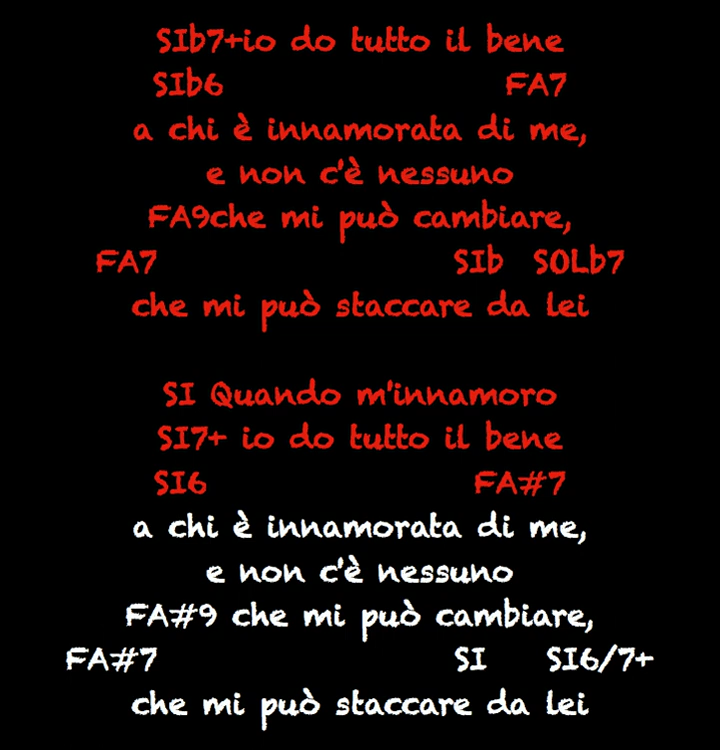 SIb7+io do tutto il bene
SIb6 FA7
a chi è innamorata di me,
e non c'è nessuno
FA9che mi può cambiare,
FA7 SIb SOLb7
che mi può staccare da lei
SI Quando m'innamoro
SI7+ io do tutto il bene
SI6 FA#7
a chi è innamorata di me,
e non c'è nessuno
FA#9 che mi può cambiare,
FA#7 SI SI6/7+
che mi può staccare da lei